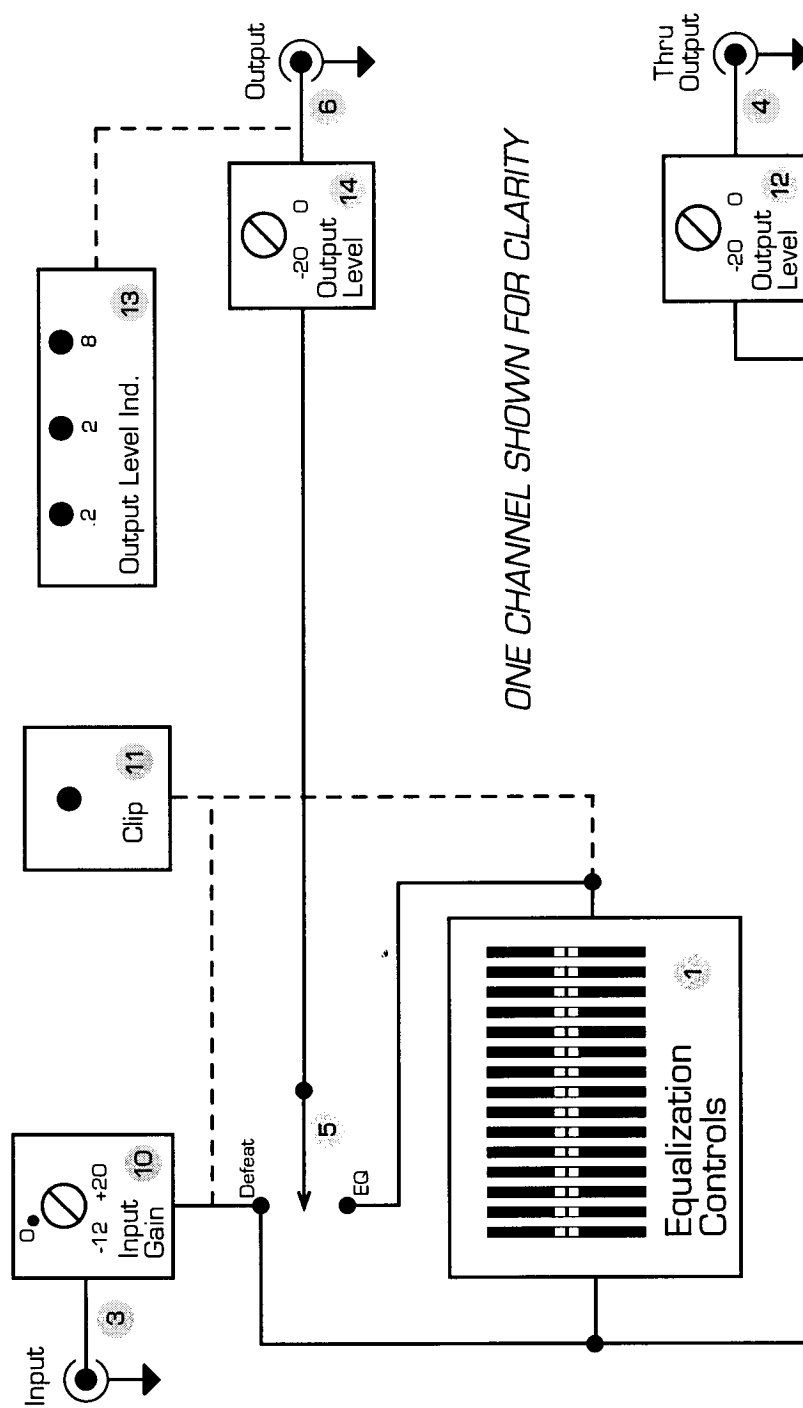 Input
3
0
-12 +20
Input
Gain
10
Defeat
5
EQ
Equalization
Controls
1
Clip
11
.2 2 8
Output Level Ind.
13
-20 0
Output
Level
14
6
Output
ONE CHANNEL SHOWN FOR CLARITY
-20 0
Output
Level
12
4
Thru
Output